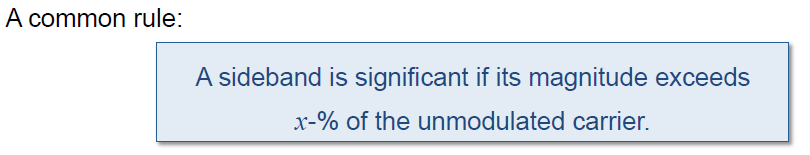 A common rule:
A sideband is significant if its magnitude exceeds
x-% of the unmodulated carrier.